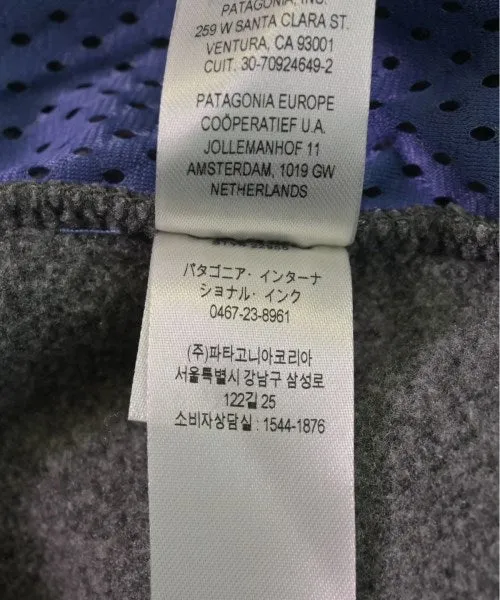 PATAGONIA, INC.
259 W SANTA CLARA ST.
VENTURA, CA 93001
CUIT. 30-70924649-2
PATAGONIA EUROPE
COÖPERATIEF U.A.
JOLLEMANHOF 11
AMSTERDAM, 1019 GW
NETHERLANDS
パタゴニア・インターナ
ショナル・インク
0467-23-8961
(주)파타고니아코리아
서울특별시 강남구 삼성로
122길 25
소비자상담실 : 1544-1876